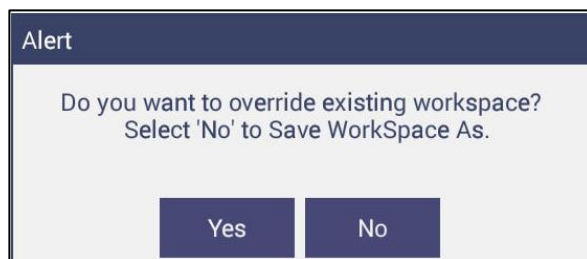 Alert
Do you want to override existing workspace?
Select 'No' to Save WorkSpace As.
Yes No